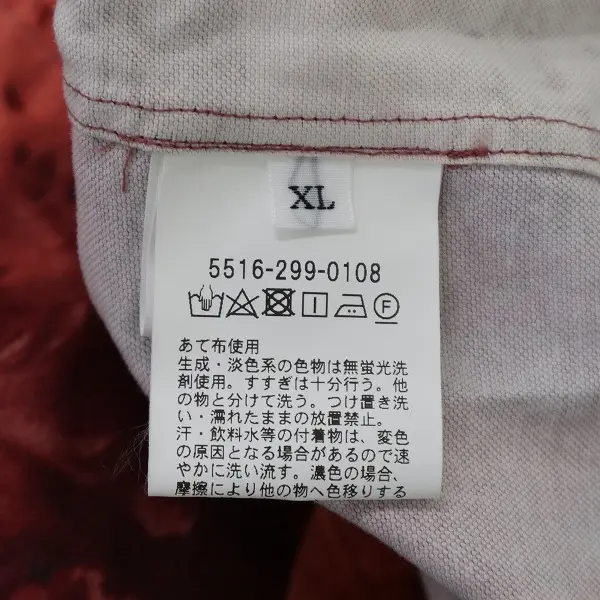 XL
5516-299-0108
F
あて布使用
生成・淡色系の色物は無蛍光洗
剤使用。すすぎは十分行う。他
の物と分けて洗う。つけ置き洗
い・濡れたままの放置禁止。
汗・飲料水等の付着物は、変色
の原因となる場合があるので速
やかに洗い流す。濃色の場合、
摩擦により他の物へ色移りする